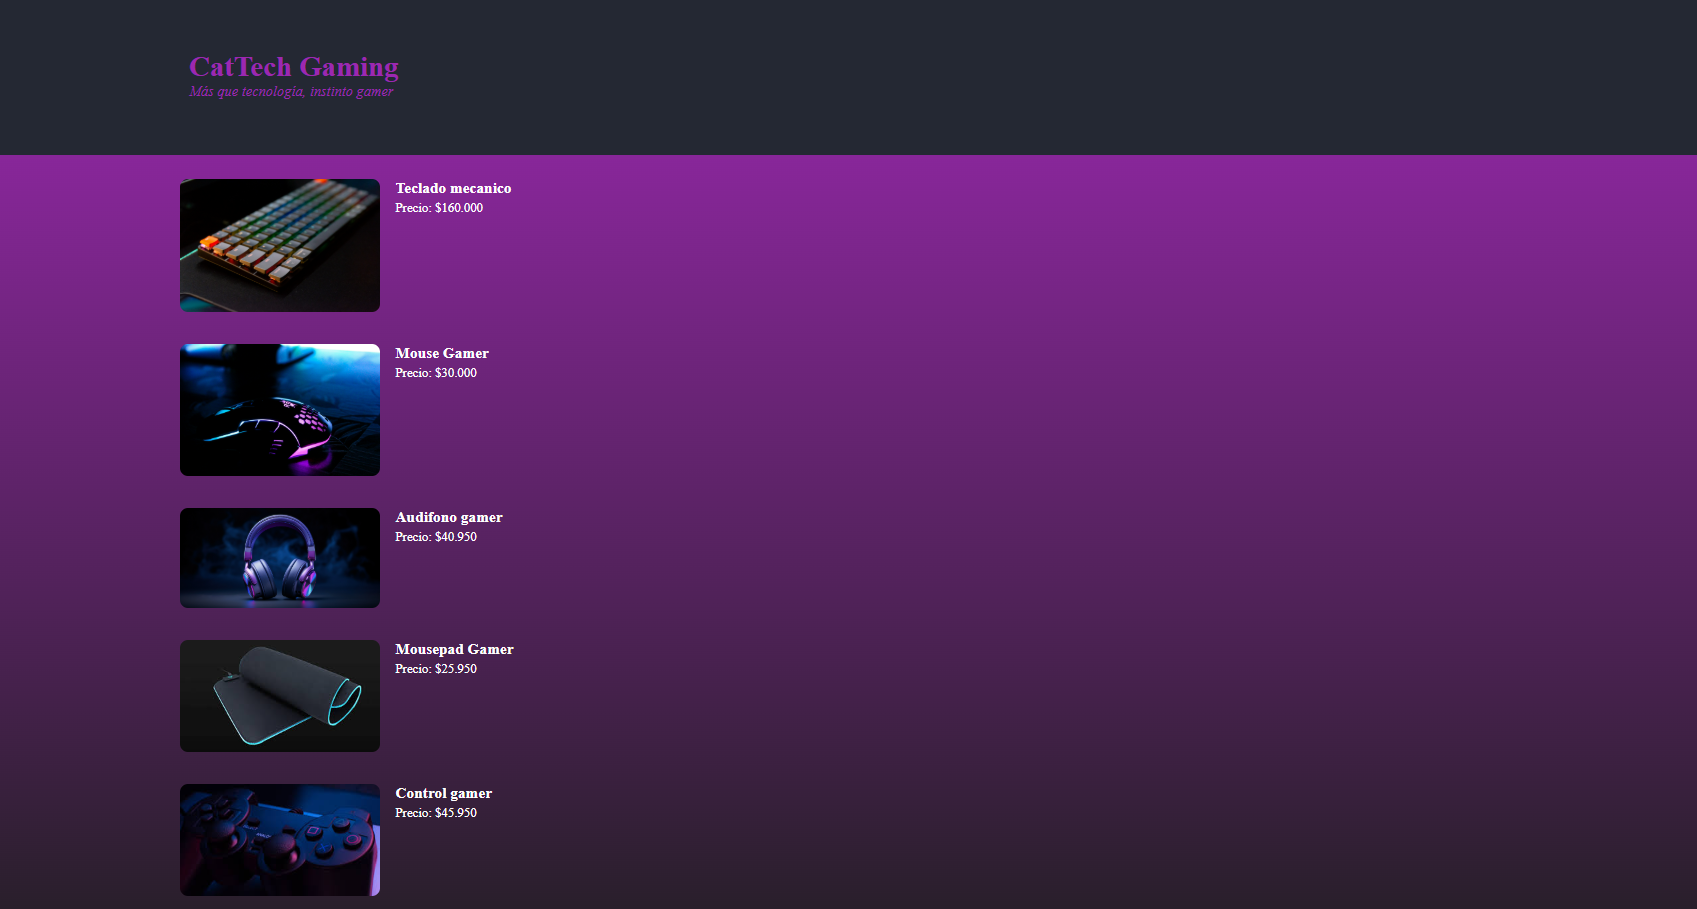 CatTech Gaming
Más que tecnología, instinto gamer
Teclado mecanico
Precio: $160.000
Mouse Gamer
Precio: $30.000
Audifono gamer
Precio: $40.950
Mousepad Gamer
Precio: $25.950
Control gamer
Precio: $45.950